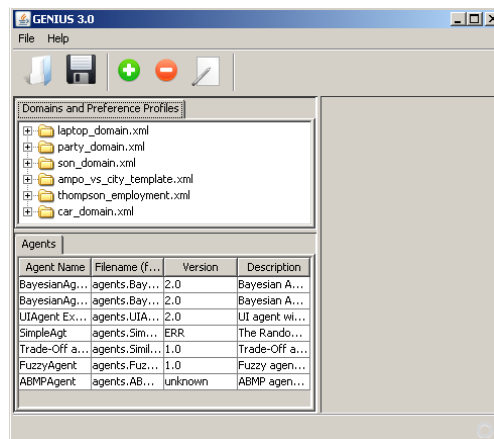 GENIUS 3.0
File Help
Domains and Preference Profiles
laptop_domain.xml
party_domain.xml
son_domain.xml
ampo_vs_city_template.xml
thompson_employment.xml
car_domain.xml
Agents
Agent Name Filename (f... Version Description
BayesianAg... agents.Bay... 2.0 Bayesian A...
BayesianAg... agents.Bay... 2.0 Bayesian A...
UIAgent Ex... agents.UIA... 2.0 UI agent wi...
SimpleAgt agents.Sim... ERR The Rando...
Trade-Off a... agents.Simil... 1.0 Trade-Off a...
FuzzyAgent agents.Fuz... 1.0 Fuzzy agen...
ABMPAgent agents.AB... unknown ABMP agen...